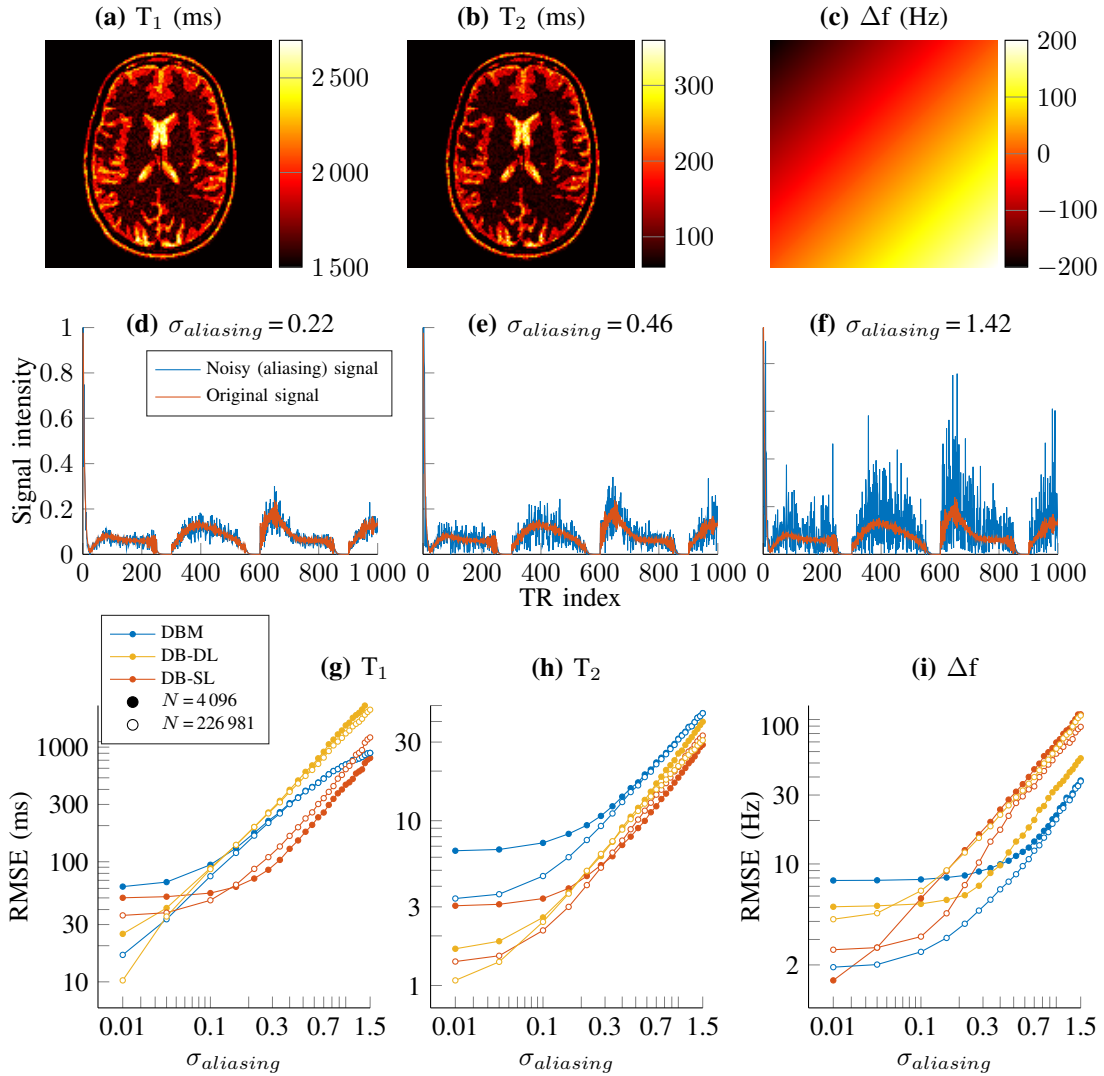 (a) T₁ (ms)
(b) T₂ (ms)
(c) Δf (Hz)
2 500
2 000
1 500
300
200
100
200
100
0
−100
−200
(d) σ_aliasing = 0.22
(e) σ_aliasing = 0.46
(f) σ_aliasing = 1.42
Noisy (aliasing) signal
Original signal
Signal intensity
1
0.8
0.6
0.4
0.2
0
0 200 400 600 800 1 000
0 200 400 600 800 1 000
0 200 400 600 800 1 000
TR index
DBM
DB-DL
DB-SL
N = 4 096
N = 226 981
(g) T₁
(h) T₂
(i) Δf
RMSE (ms)
1000
300
100
30
10
0.01 0.1 0.3 0.7 1.5
σ_aliasing
30
10
3
1
0.01 0.1 0.3 0.7 1.5
σ_aliasing
RMSE (Hz)
100
30
10
2
0.01 0.1 0.3 0.7 1.5
σ_aliasing